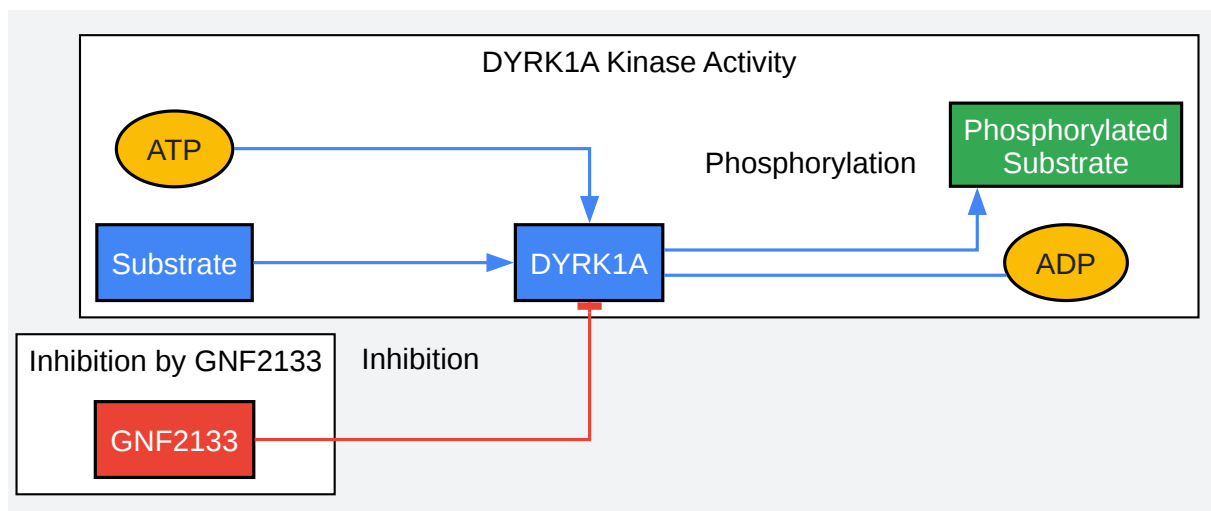 DYRK1A Kinase Activity
ATP
Phosphorylation
Phosphorylated
Substrate
Substrate
DYRK1A
ADP
Inhibition by GNF2133
Inhibition
GNF2133